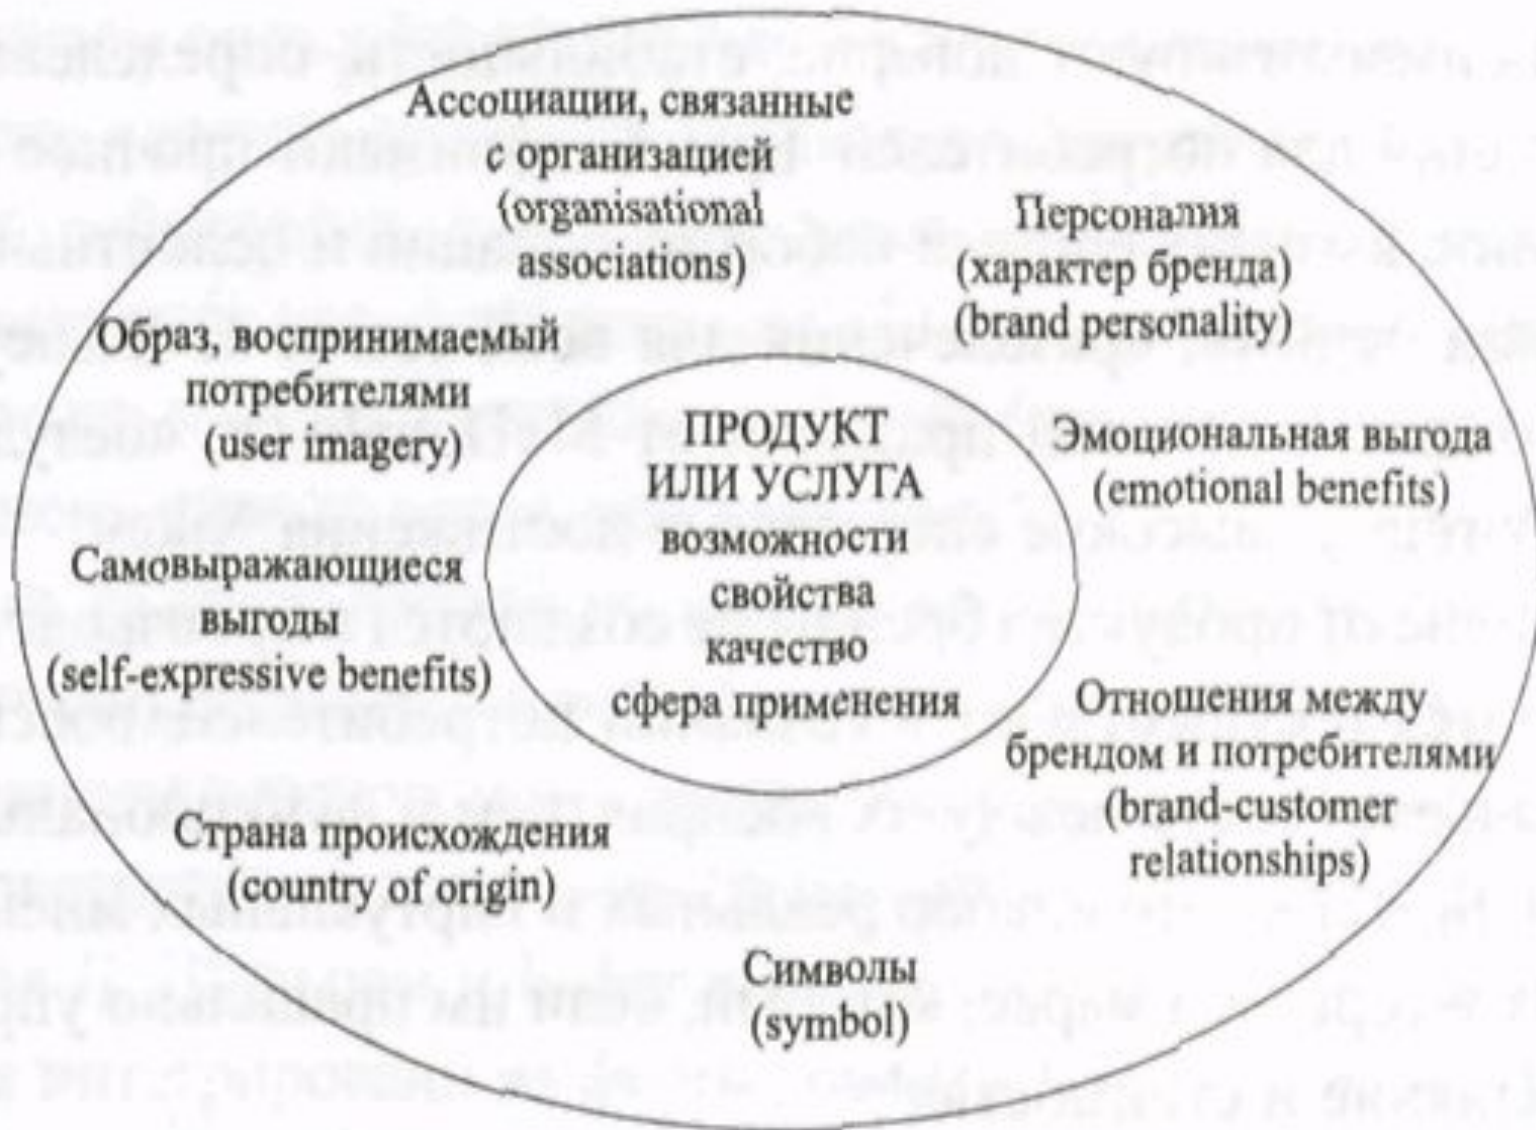 Ассоциации, связанные
с организацией
(organisational
associations)
Персоналия
(характер бренда)
(brand personality)
Образ, воспринимаемый
потребителями
(user imagery)
ПРОДУКТ
ИЛИ УСЛУГА
возможности
свойства
качество
сфера применения
Эмоциональная выгода
(emotional benefits)
Самовыражающиеся
выгоды
(self-expressive benefits)
Отношения между
брендом и потребителями
(brand-customer
relationships)
Страна происхождения
(country of origin)
Символы
(symbol)